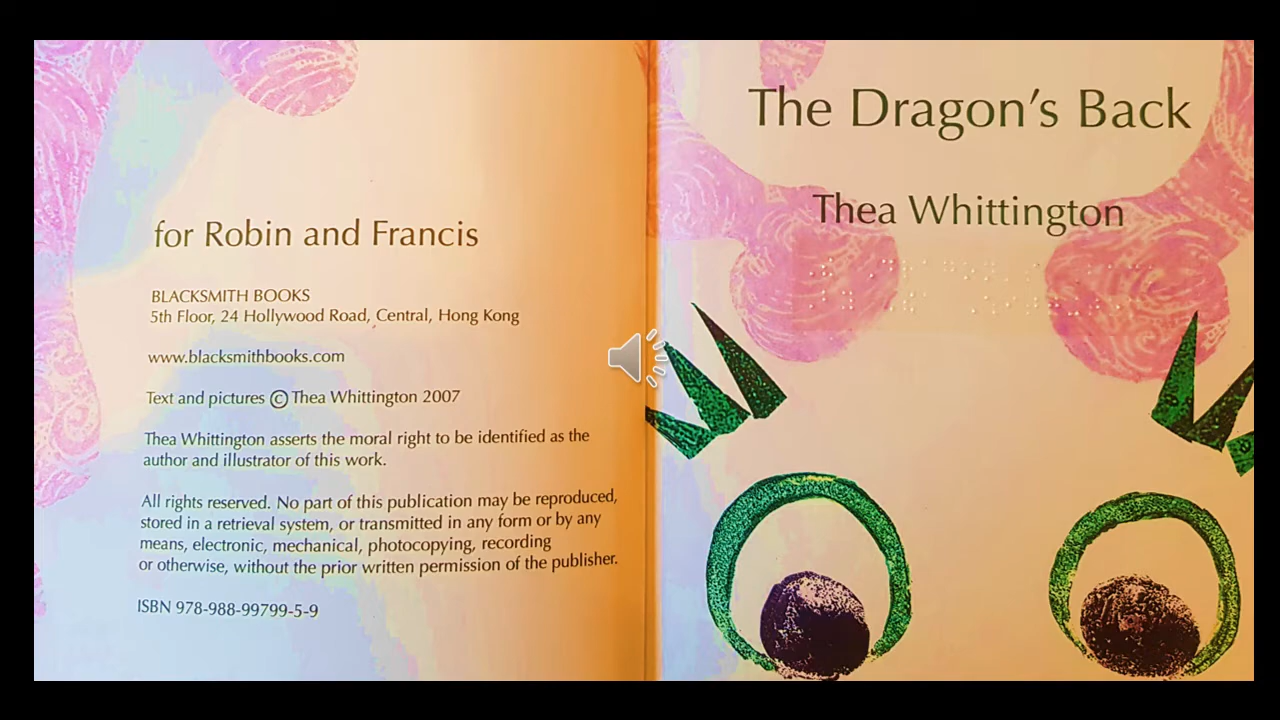 for Robin and Francis
BLACKSMITH BOOKS
5th Floor, 24 Hollywood Road, Central, Hong Kong
www.blacksmithbooks.com
Text and pictures © Thea Whittington 2007
Thea Whittington asserts the moral right to be identified as the
author and illustrator of this work.
All rights reserved. No part of this publication may be reproduced,
stored in a retrieval system, or transmitted in any form or by any
means, electronic, mechanical, photocopying, recording
or otherwise, without the prior written permission of the publisher.
ISBN 978-988-99799-5-9
The Dragon's Back
Thea Whittington